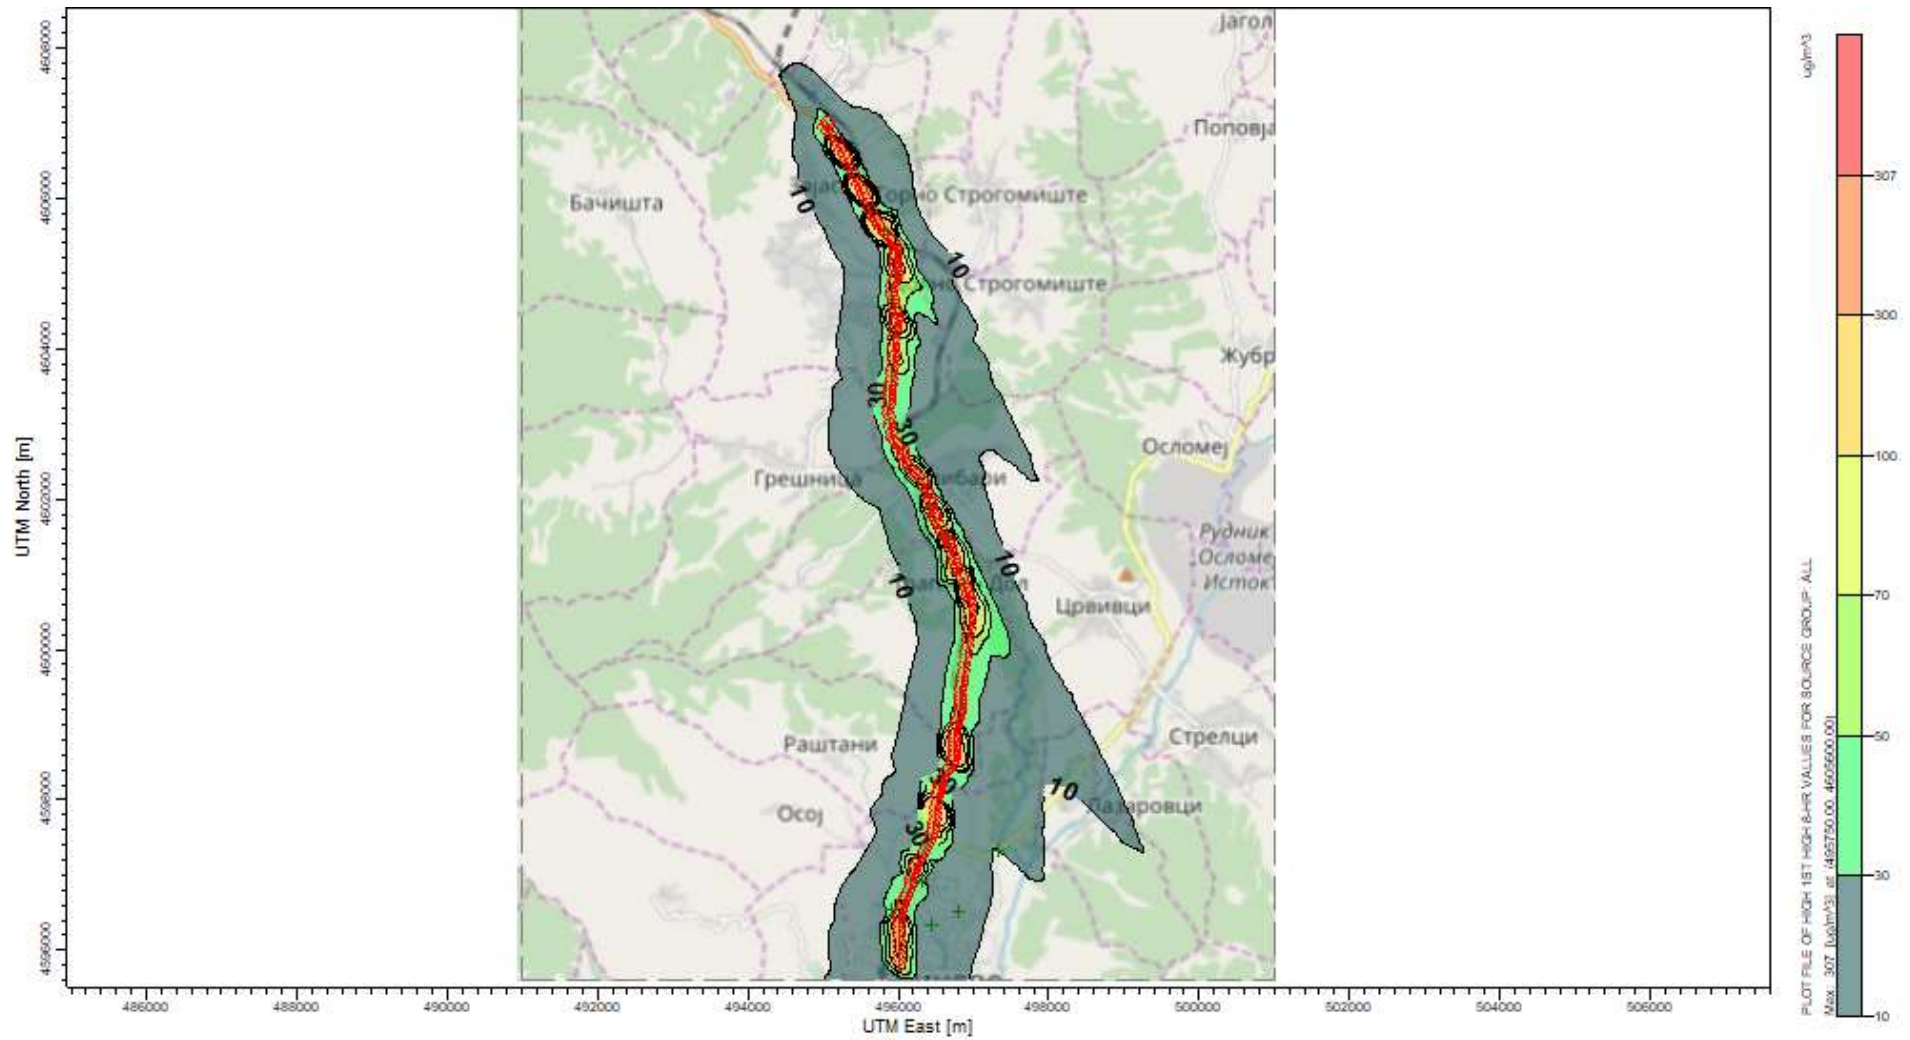 Јагол
Поповја
Бачишта
Зајас
Горно Строгомиште
но Строгомиште
Жубр
Осломеј
Грешница
Рудник
Осломе
Исток
Црвивци
Раштани
Стрелци
Осој
Лазаровци
10
10
30
30
10
10
10
30
30
4608000
4606000
4604000
4602000
4600000
4598000
4596000
UTM North [m]
486000
488000
490000
492000
494000
496000
498000
500000
502000
504000
506000
UTM East [m]
ug/m^3
307
300
100
70
50
30
10
PLOT FILE OF HIGH 1ST HIGH 8-HR VALUES FOR SOURCE GROUP: ALL
Max: 307 [ug/m^3] at (495750.00, 4605600.00)